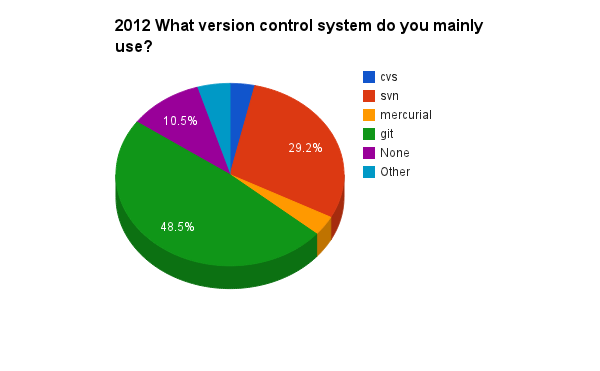 2012 What version control system do you mainly
use?
cvs
svn
mercurial
git
None
Other
10.5%
29.2%
48.5%